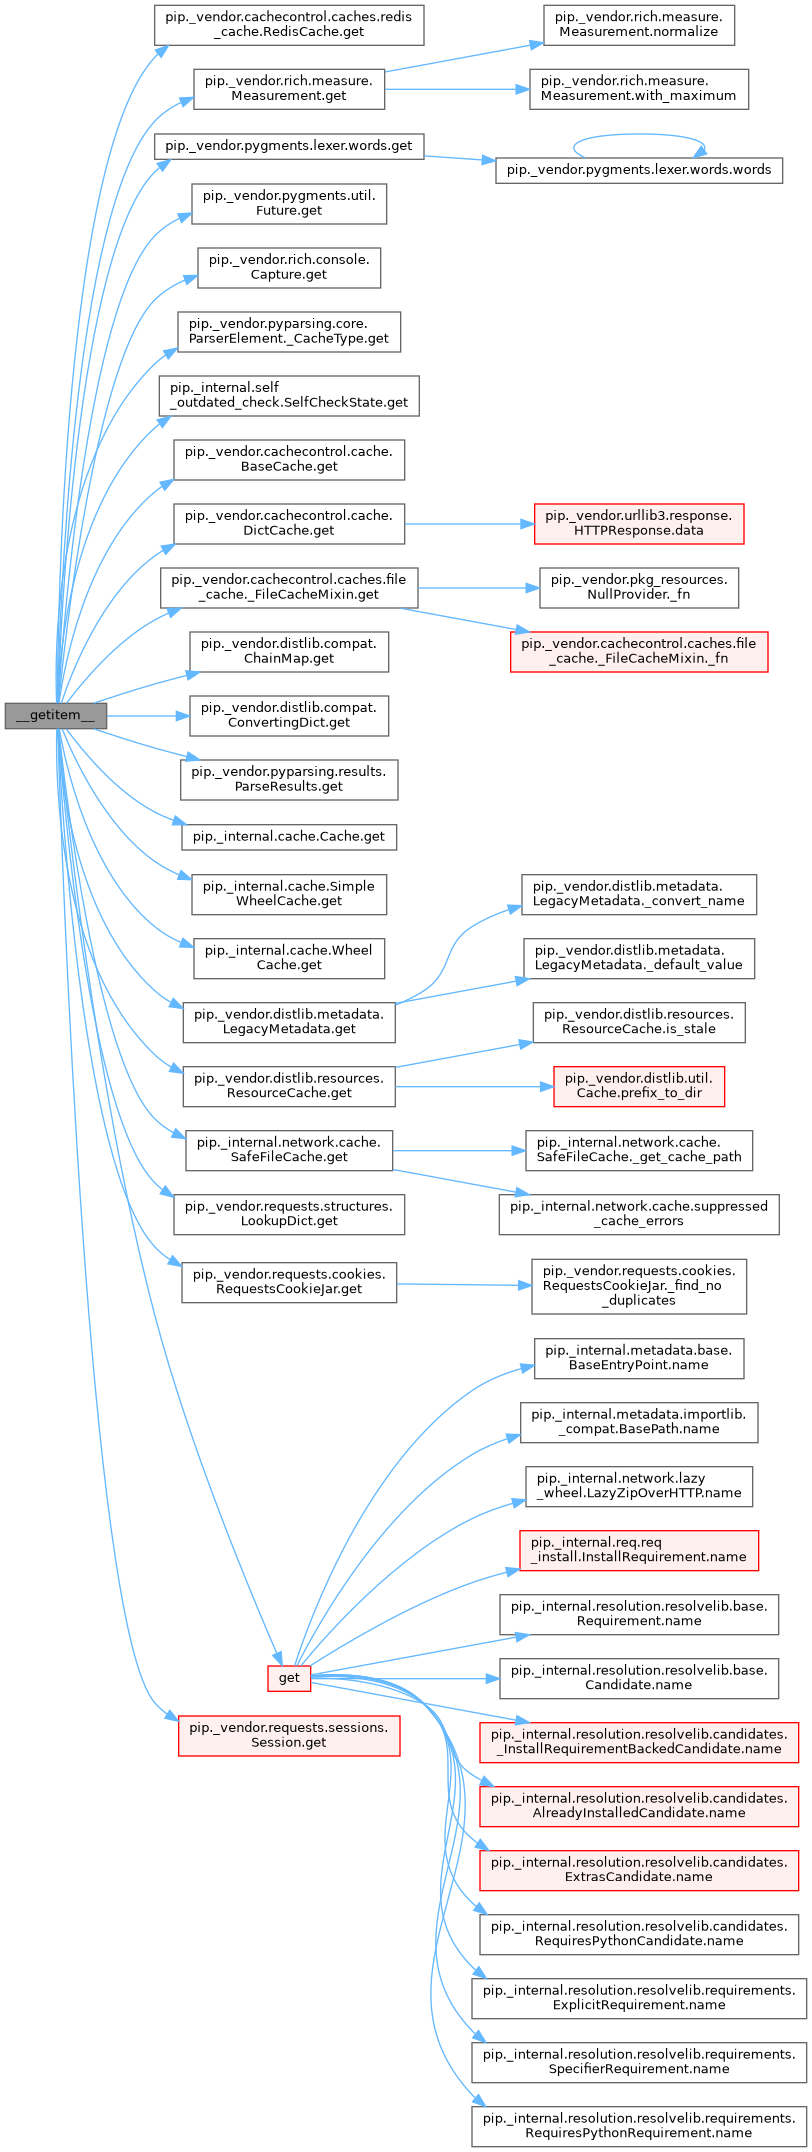 pip._vendor.cachecontrol.caches.redis
_cache.RedisCache.get
pip._vendor.rich.measure.
Measurement.normalize
pip._vendor.rich.measure.
Measurement.get
pip._vendor.rich.measure.
Measurement.with_maximum
pip._vendor.pygments.lexer.words.get
pip._vendor.pygments.lexer.words.words
pip._vendor.pygments.util.
Future.get
pip._vendor.rich.console.
Capture.get
pip._vendor.pyparsing.core.
ParserElement._CacheType.get
pip._internal.self
_outdated_check.SelfCheckState.get
pip._vendor.cachecontrol.cache.
BaseCache.get
pip._vendor.cachecontrol.cache.
DictCache.get
pip._vendor.urllib3.response.
HTTPResponse.data
pip._vendor.cachecontrol.caches.file
_cache._FileCacheMixin.get
pip._vendor.pkg_resources.
NullProvider._fn
pip._vendor.cachecontrol.caches.file
_cache._FileCacheMixin._fn
pip._vendor.distlib.compat.
ChainMap.get
__getitem__
pip._vendor.distlib.compat.
ConvertingDict.get
pip._vendor.pyparsing.results.
ParseResults.get
pip._internal.cache.Cache.get
pip._internal.cache.Simple
WheelCache.get
pip._vendor.distlib.metadata.
LegacyMetadata._convert_name
pip._internal.cache.Wheel
Cache.get
pip._vendor.distlib.metadata.
LegacyMetadata._default_value
pip._vendor.distlib.metadata.
LegacyMetadata.get
pip._vendor.distlib.resources.
ResourceCache.is_stale
pip._vendor.distlib.resources.
ResourceCache.get
pip._vendor.distlib.util.
Cache.prefix_to_dir
pip._internal.network.cache.
SafeFileCache.get
pip._internal.network.cache.
SafeFileCache._get_cache_path
pip._vendor.requests.structures.
LookupDict.get
pip._internal.network.cache.suppressed
_cache_errors
pip._vendor.requests.cookies.
RequestsCookieJar.get
pip._vendor.requests.cookies.
RequestsCookieJar._find_no
_duplicates
pip._internal.metadata.base.
BaseEntryPoint.name
pip._internal.metadata.importlib.
_compat.BasePath.name
pip._internal.network.lazy
_wheel.LazyZipOverHTTP.name
pip._internal.req.req
_install.InstallRequirement.name
pip._internal.resolution.resolvelib.base.
Requirement.name
get
pip._internal.resolution.resolvelib.base.
Candidate.name
pip._vendor.requests.sessions.
Session.get
pip._internal.resolution.resolvelib.candidates.
_InstallRequirementBackedCandidate.name
pip._internal.resolution.resolvelib.candidates.
AlreadyInstalledCandidate.name
pip._internal.resolution.resolvelib.candidates.
ExtrasCandidate.name
pip._internal.resolution.resolvelib.candidates.
RequiresPythonCandidate.name
pip._internal.resolution.resolvelib.requirements.
ExplicitRequirement.name
pip._internal.resolution.resolvelib.requirements.
SpecifierRequirement.name
pip._internal.resolution.resolvelib.requirements.
RequiresPythonRequirement.name